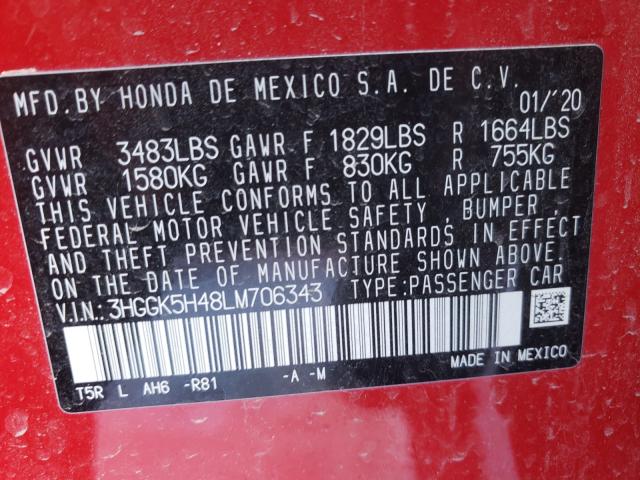 MFD. BY HONDA DE MEXICO S.A. DE C.V.
01/'20
GVWR 3483LBS GAWR F 1829LBS R 1664LBS
GVWR 1580KG GAWR F 830KG R 755KG
THIS VEHICLE CONFORMS TO ALL APPLICABLE
FEDERAL MOTOR VEHICLE SAFETY, BUMPER,
AND THEFT PREVENTION STANDARDS IN EFFECT
ON THE DATE OF MANUFACTURE SHOWN ABOVE.
V.I.N: 3HGGK5H48LM706343 TYPE:PASSENGER CAR
T5R L AH6 -R81 -A -M MADE IN MEXICO